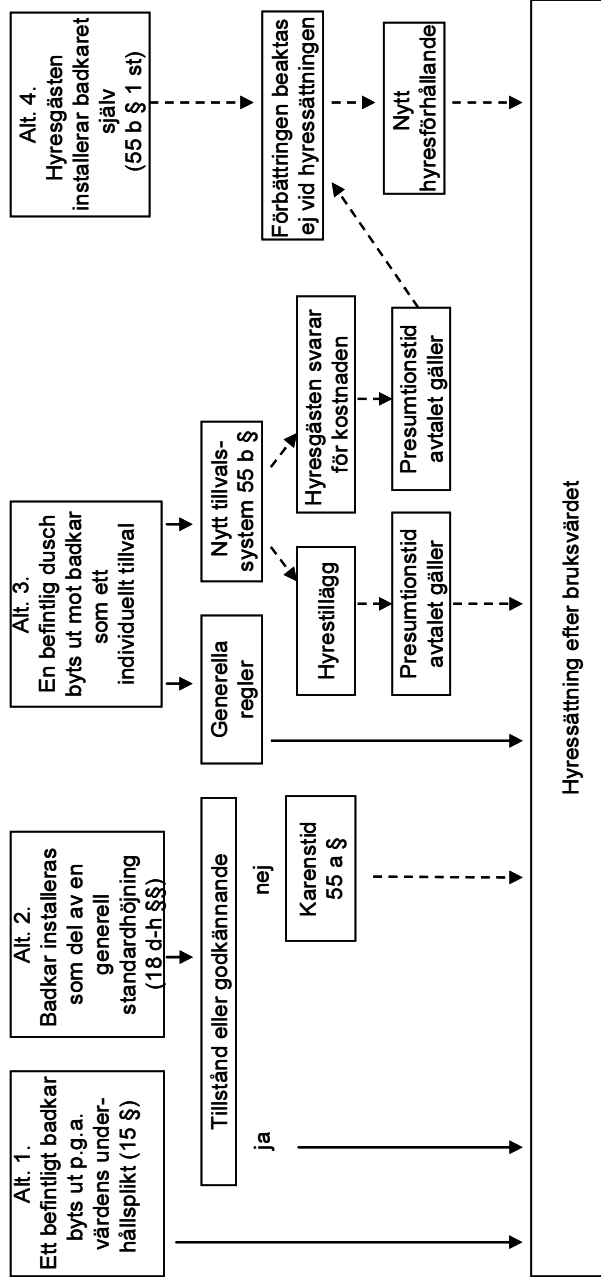 Alt. 1.
Ett befintligt badkar
byts ut p.g.a.
värdens under-
hållsplikt (15 §)
Alt. 2.
Badkar installeras
som del av en
generell
standardhöjning
(18 d-h §§)
Tillstånd eller godkännande
ja
nej
Karenstid
55 a §
Alt. 3.
En befintlig dusch
byts ut mot badkar
som ett
individuellt tillval
Generella
regler
Nytt tillvals-
system 55 b §
Hyrestillägg
Presumtionstid
avtalet gäller
Hyresgästen svarar
för kostnaden
Presumtionstid
avtalet gäller
Alt. 4.
Hyresgästen
installerar badkaret
själv
(55 b § 1 st)
Förbättringen beaktas
ej vid hyressättningen
Nytt
hyresförhållande
Hyressättning efter bruksvärdet